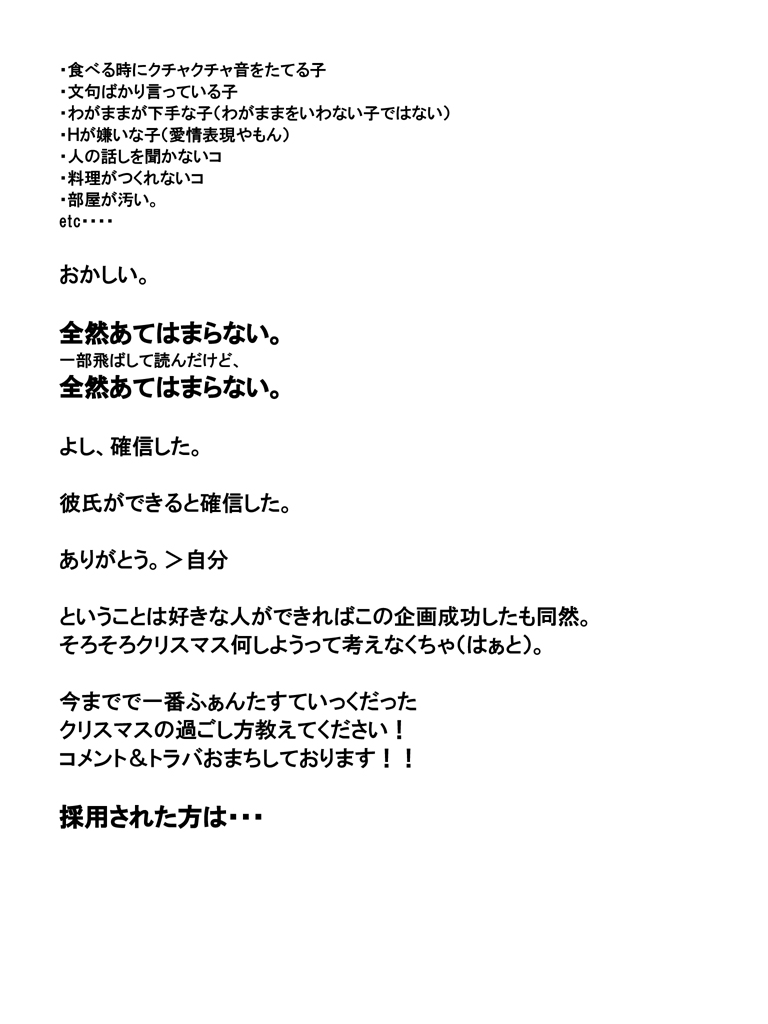 ・食べる時にクチャクチャ音をたてる子
・文句ばかり言っている子
・わがままが下手な子（わがままをいわない子ではない）
・Hが嫌いな子（愛情表現やもん）
・人の話しを聞かないコ
・料理がつくれないコ
・部屋が汚い。
etc・・・・
おかしい。
全然あてはまらない。
一部飛ばして読んだけど、
全然あてはまらない。
よし、確信した。
彼氏ができると確信した。
ありがとう。＞自分
ということは好きな人ができればこの企画成功したも同然。
そろそろクリスマス何しようって考えなくちゃ（はぁと）。
今までで一番ふぁんたすていっくだった
クリスマスの過ごし方教えてください！
コメント＆トラバおまちしております！！
採用された方は・・・